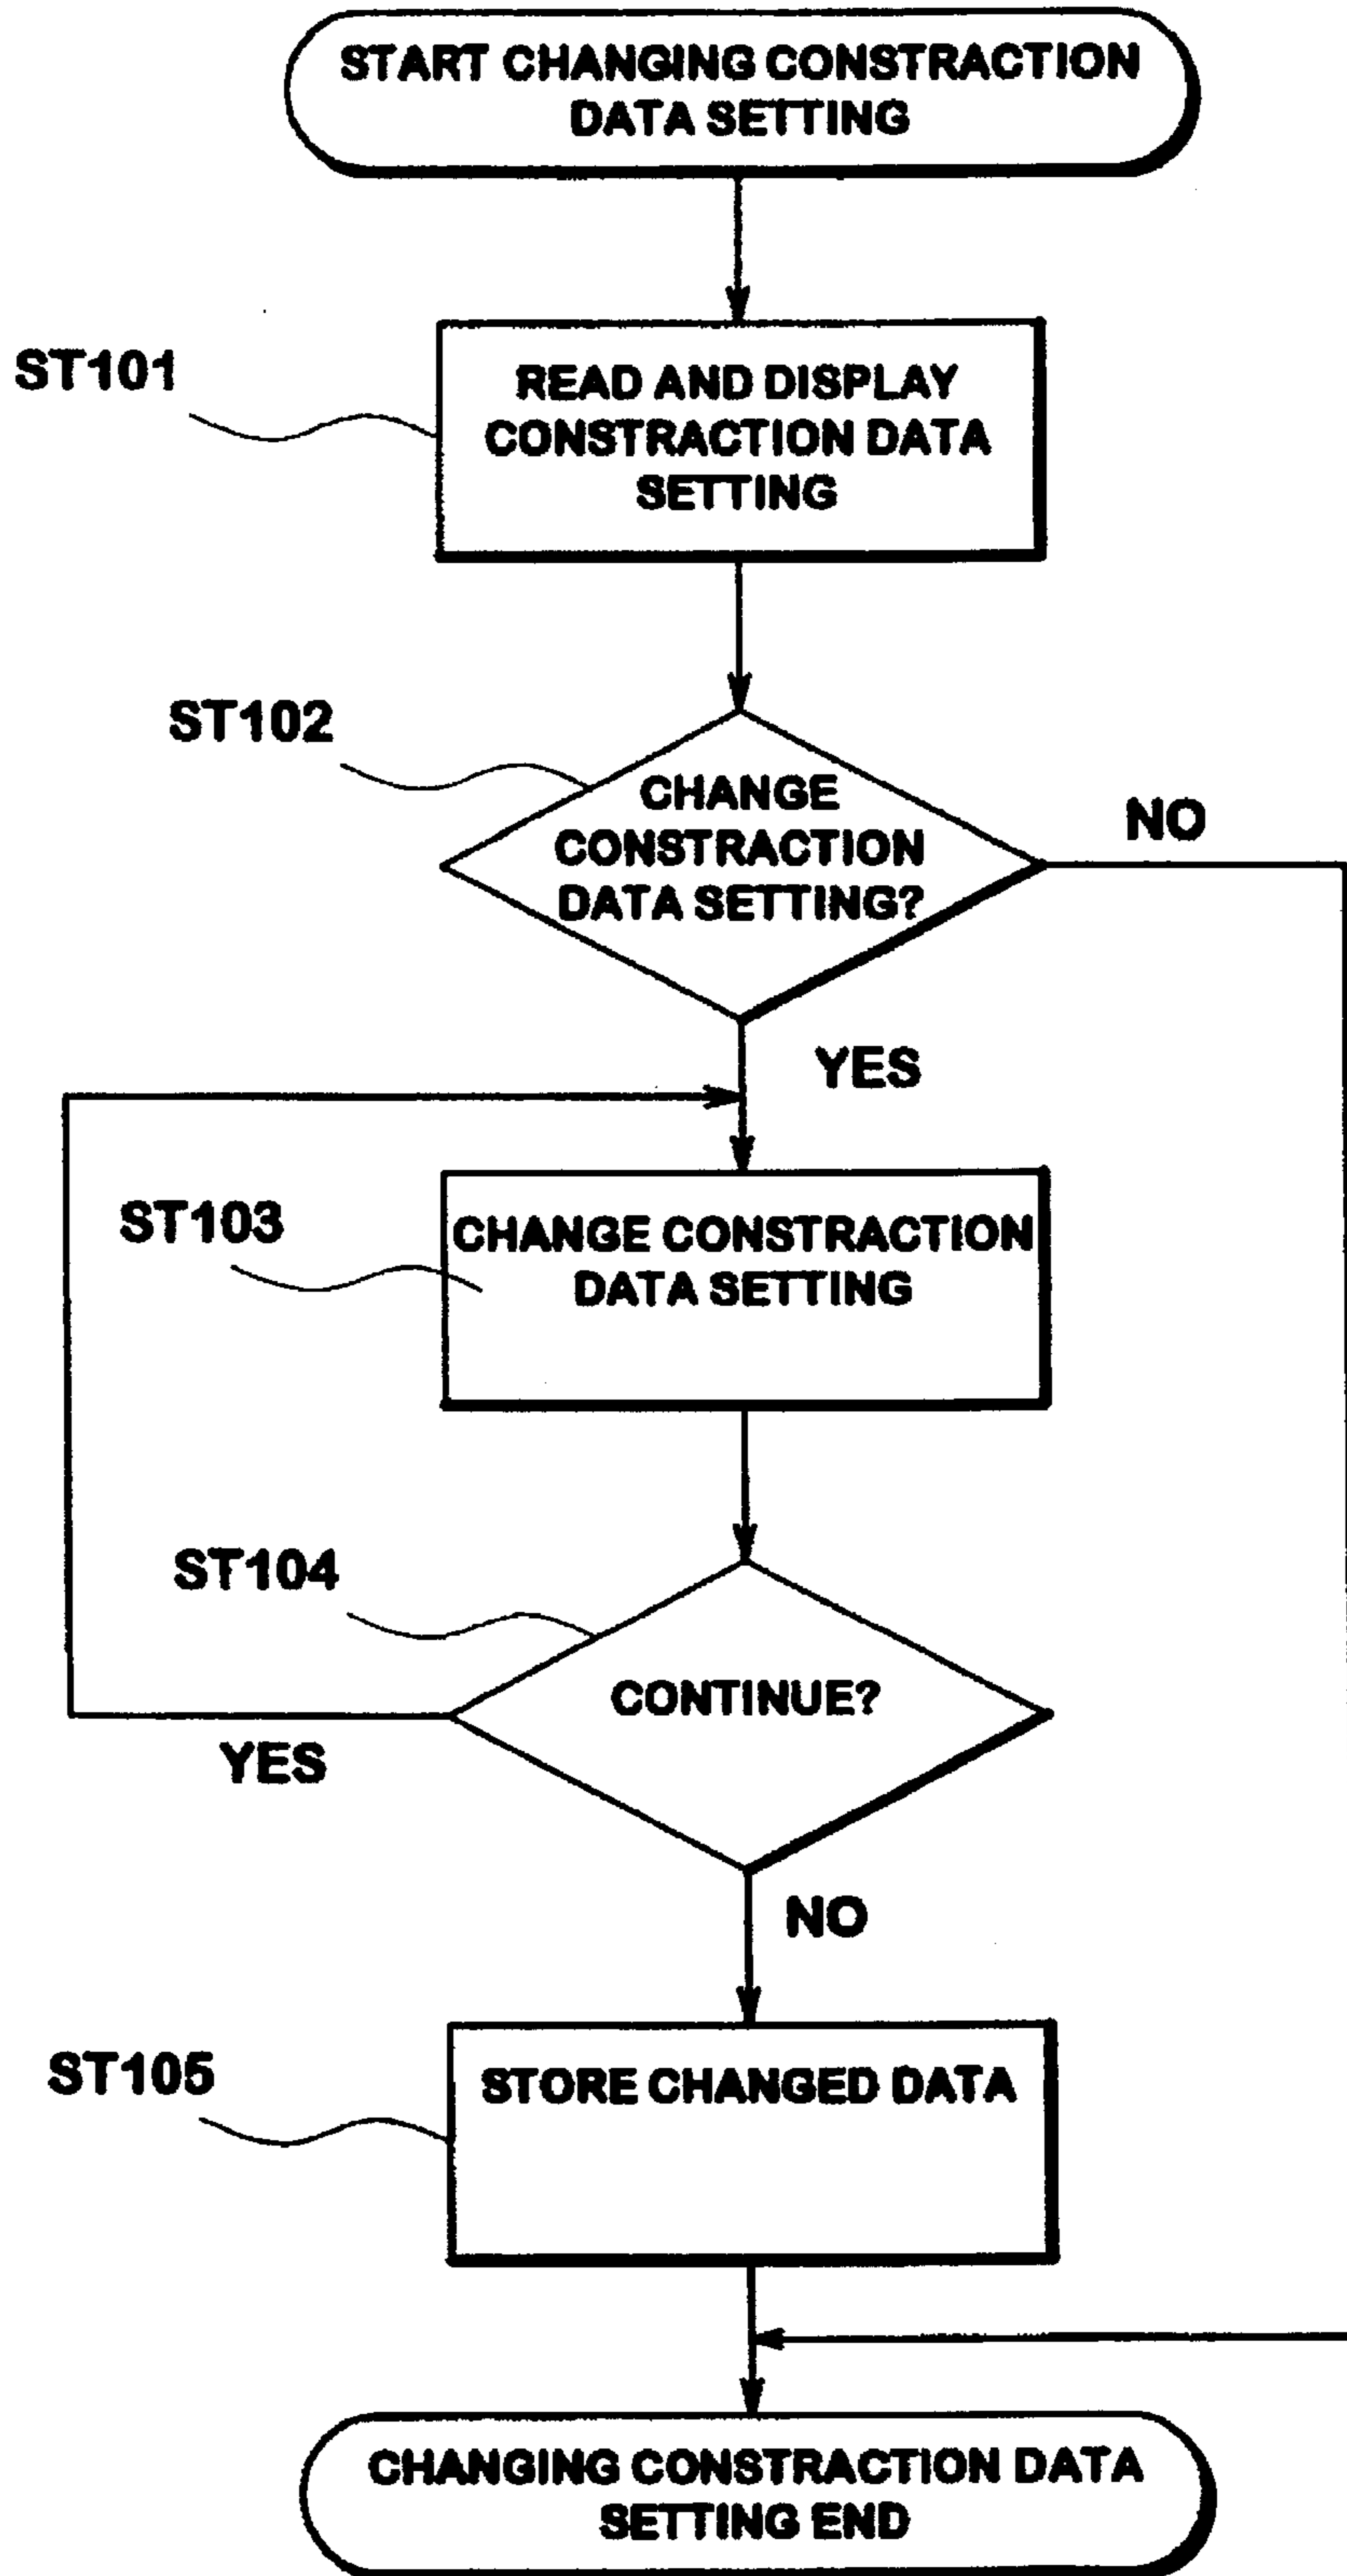 START CHANGING CONSTRACTION
DATA SETTING
ST101
READ AND DISPLAY
CONSTRACTION DATA
SETTING
ST102
CHANGE
CONSTRACTION
DATA SETTING?
NO
YES
ST103
CHANGE CONSTRACTION
DATA SETTING
ST104
CONTINUE?
YES
NO
ST105
STORE CHANGED DATA
CHANGING CONSTRACTION DATA
SETTING END